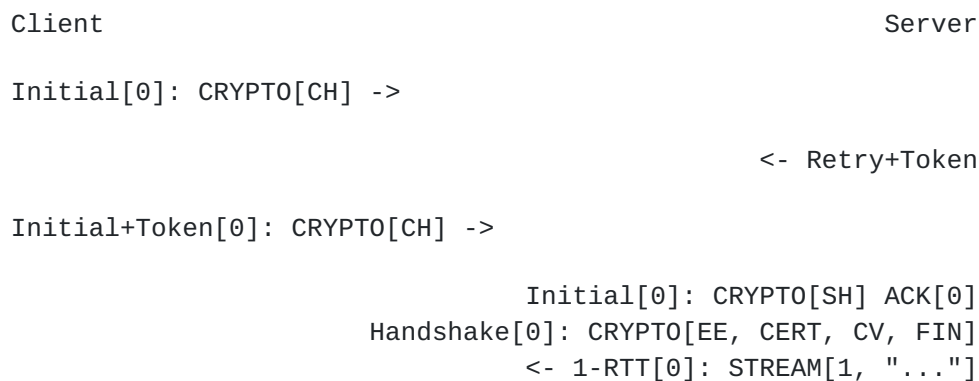 Client Server
Initial[0]: CRYPTO[CH] ->
<- Retry+Token
Initial+Token[0]: CRYPTO[CH] ->
Initial[0]: CRYPTO[SH] ACK[0]
Handshake[0]: CRYPTO[EE, CERT, CV, FIN]
<- 1-RTT[0]: STREAM[1, "..."]